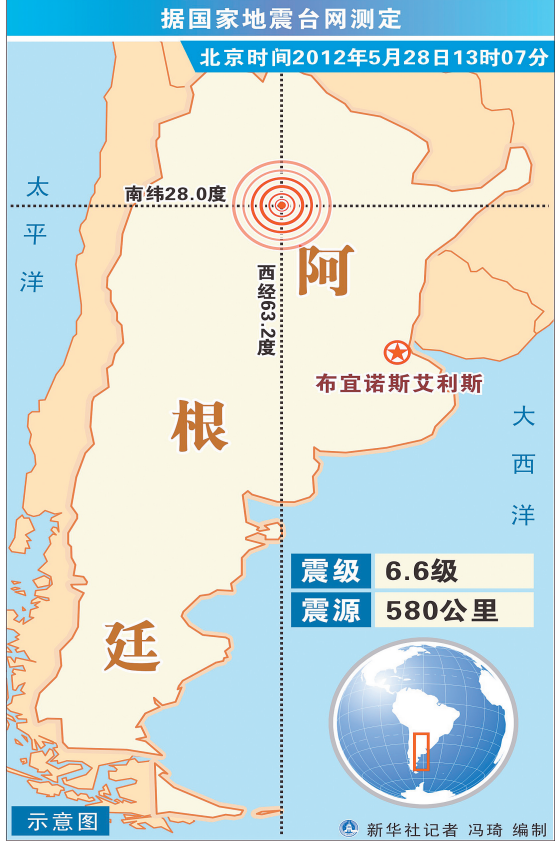 据国家地震台网测定
北京时间2012年5月28日13时07分
太平洋
南纬28.0度
西经63.2度
阿根廷
布宜诺斯艾利斯
大西洋
震级 6.6级
震源 580公里
示意图
新华社记者 冯琦 编制